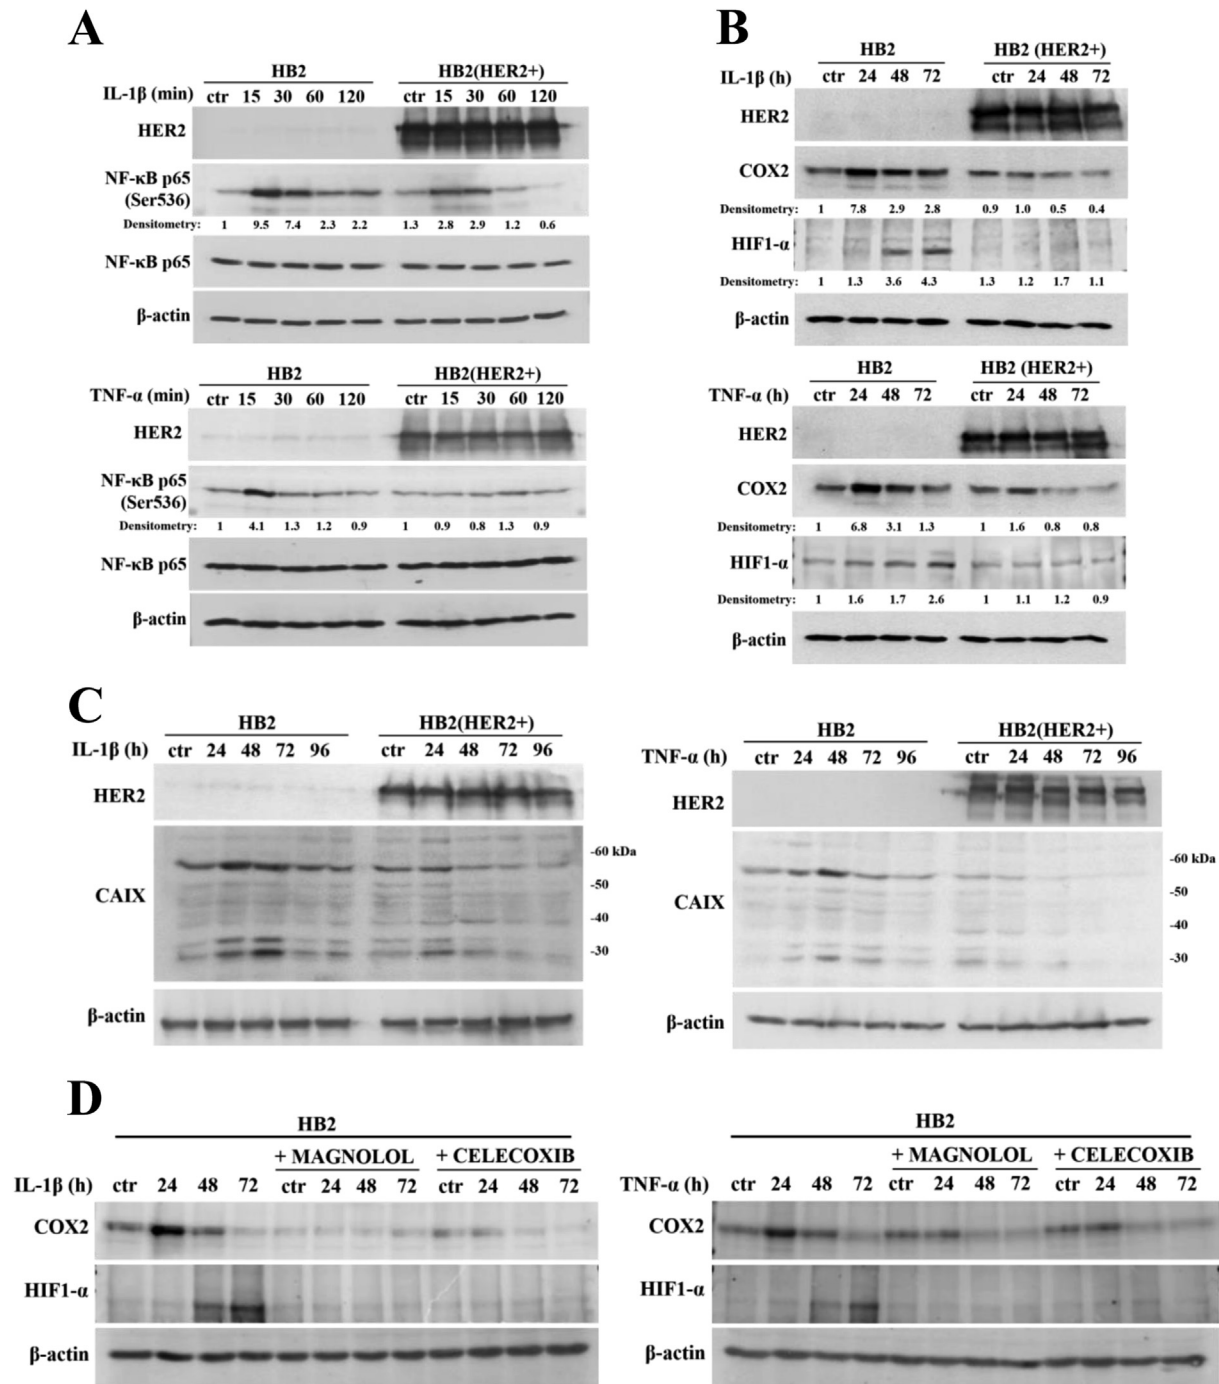 A
HB2 HB2(HER2+)
IL-1β (min) ctr 15 30 60 120 ctr 15 30 60 120
HER2
NF-κB p65
(Ser536)
Densitometry: 1 9.5 7.4 2.3 2.2 1.3 2.8 2.9 1.2 0.6
NF-κB p65
β-actin
HB2 HB2(HER2+)
TNF-α (min) ctr 15 30 60 120 ctr 15 30 60 120
HER2
NF-κB p65
(Ser536)
Densitometry: 1 4.1 1.3 1.2 0.9 1 0.9 0.8 1.3 0.9
NF-κB p65
β-actin
B
HB2 HB2 (HER2+)
IL-1β (h) ctr 24 48 72 ctr 24 48 72
HER2
COX2
Densitometry: 1 7.8 2.9 2.8 0.9 1.0 0.5 0.4
HIF1-α
Densitometry: 1 1.3 3.6 4.3 1.3 1.2 1.7 1.1
β-actin
HB2 HB2 (HER2+)
TNF-α (h) ctr 24 48 72 ctr 24 48 72
HER2
COX2
Densitometry: 1 6.8 3.1 1.3 1 1.6 0.8 0.8
HIF1-α
Densitometry: 1 1.6 1.7 2.6 1 1.1 1.2 0.9
β-actin
C
HB2 HB2(HER2+)
IL-1β (h) ctr 24 48 72 96 ctr 24 48 72 96
HER2
CAIX
-60 kDa
-50
-40
-30
β-actin
HB2 HB2(HER2+)
TNF-α (h) ctr 24 48 72 96 ctr 24 48 72 96
HER2
CAIX
-60 kDa
-50
-40
-30
β-actin
D
HB2
+ MAGNOLOL + CELECOXIB
IL-1β (h) ctr 24 48 72 ctr 24 48 72 ctr 24 48 72
COX2
HIF1-α
β-actin
HB2
+ MAGNOLOL + CELECOXIB
TNF-α (h) ctr 24 48 72 ctr 24 48 72 ctr 24 48 72
COX2
HIF1-α
β-actin